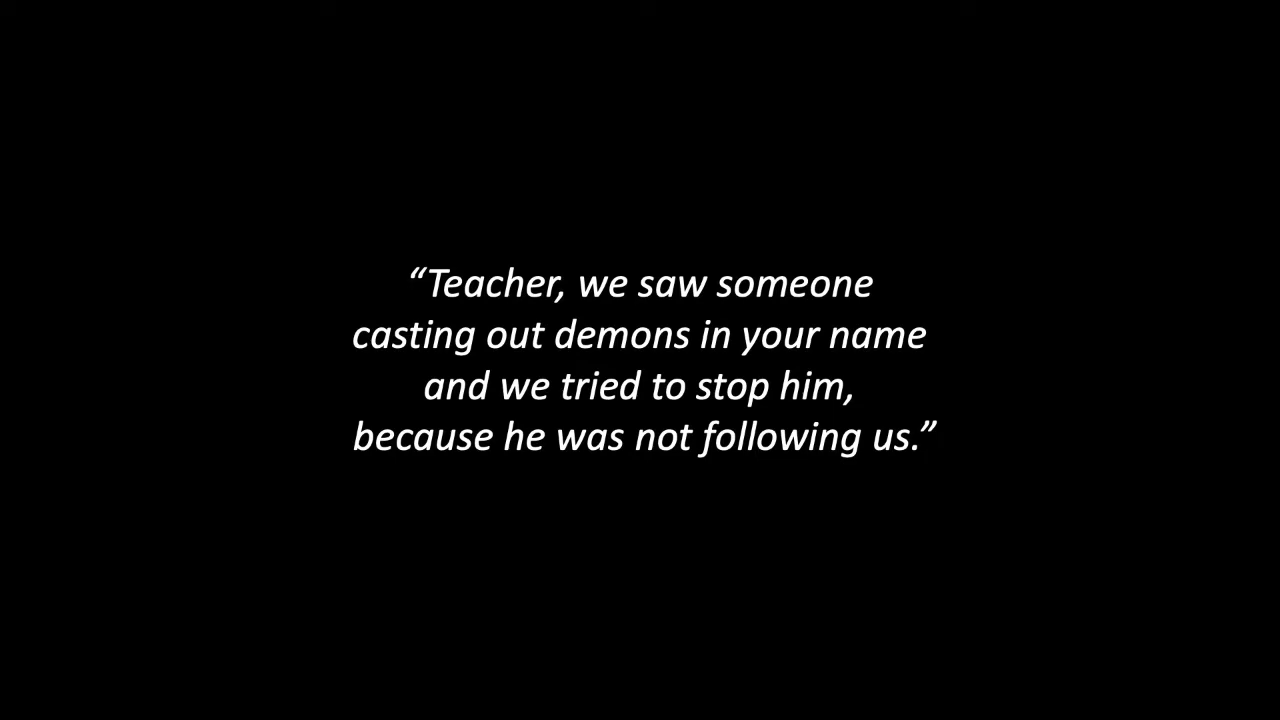 “Teacher, we saw someone
casting out demons in your name
and we tried to stop him,
because he was not following us.”